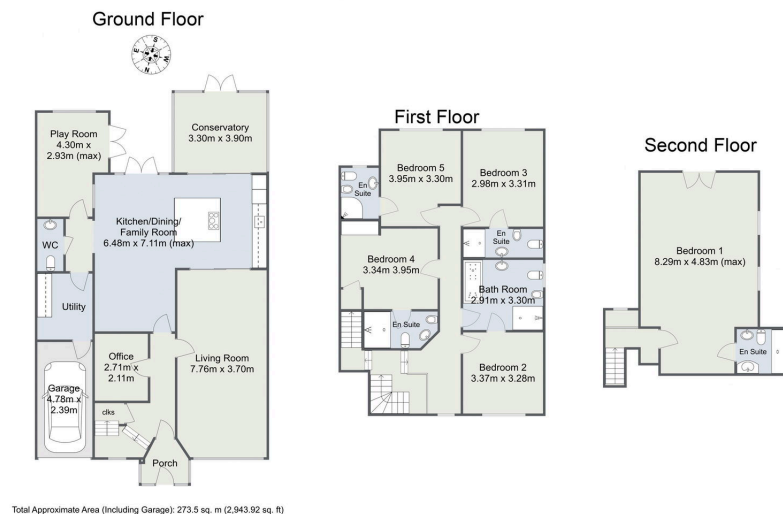 Ground Floor
S
E
W
N
Play Room
4.30m x
2.93m (max)
Conservatory
3.30m x 3.90m
Kitchen/Dining/
Family Room
6.48m x 7.11m (max)
WC
Utility
Office
2.71m x
2.11m
Living Room
7.76m x 3.70m
Garage
4.78m x
2.39m
clks
Porch
First Floor
Bedroom 5
3.95m x 3.30m
Bedroom 3
2.98m x 3.31m
En
Suite
En
Suite
Bedroom 4
3.34m 3.95m
Bath Room
2.91m x 3.30m
En Suite
Bedroom 2
3.37m x 3.28m
Second Floor
Bedroom 1
8.29m x 4.83m (max)
En Suite
Total Approximate Area (Including Garage): 273.5 sq. m (2,943.92 sq. ft)